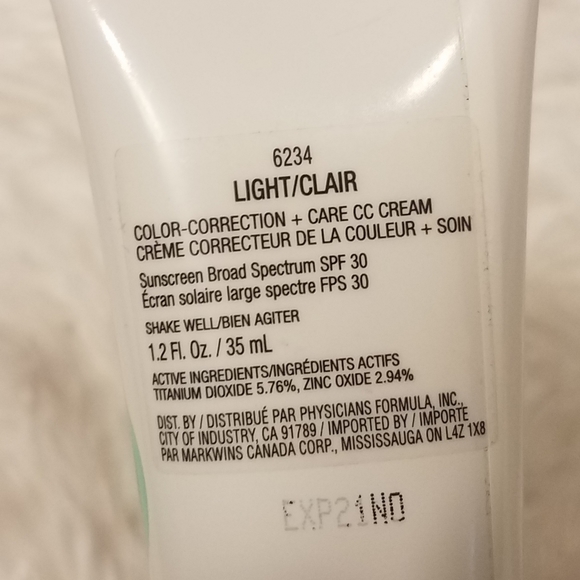 6234
LIGHT/CLAIR
COLOR-CORRECTION + CARE CC CREAM
CRÈME CORRECTEUR DE LA COULEUR + SOIN
Sunscreen Broad Spectrum SPF 30
Écran solaire large spectre FPS 30
SHAKE WELL/BIEN AGITER
1.2 Fl. Oz. / 35 mL
ACTIVE INGREDIENTS/INGRÉDIENTS ACTIFS
TITANIUM DIOXIDE 5.76%, ZINC OXIDE 2.94%
DIST. BY / DISTRIBUÉ PAR PHYSICIANS FORMULA, INC.,
CITY OF INDUSTRY, CA 91789 / IMPORTED BY / IMPORTE
PAR MARKWINS CANADA CORP., MISSISSAUGA ON L4Z 1X8
EXP21NO